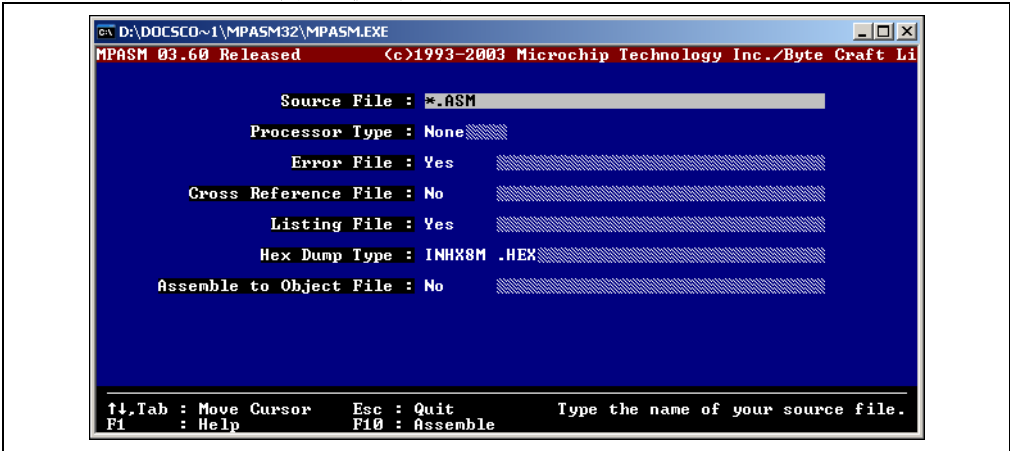 D:\DOCSCO~1\MPASM32\MPASM.EXE
MPASM 03.60 Released (c)1993-2003 Microchip Technology Inc./Byte Craft Li
Source File : *.ASM
Processor Type : None
Error File : Yes
Cross Reference File : No
Listing File : Yes
Hex Dump Type : INHX8M .HEX
Assemble to Object File : No
↑↓,Tab : Move Cursor Esc : Quit Type the name of your source file.
F1 : Help F10 : Assemble